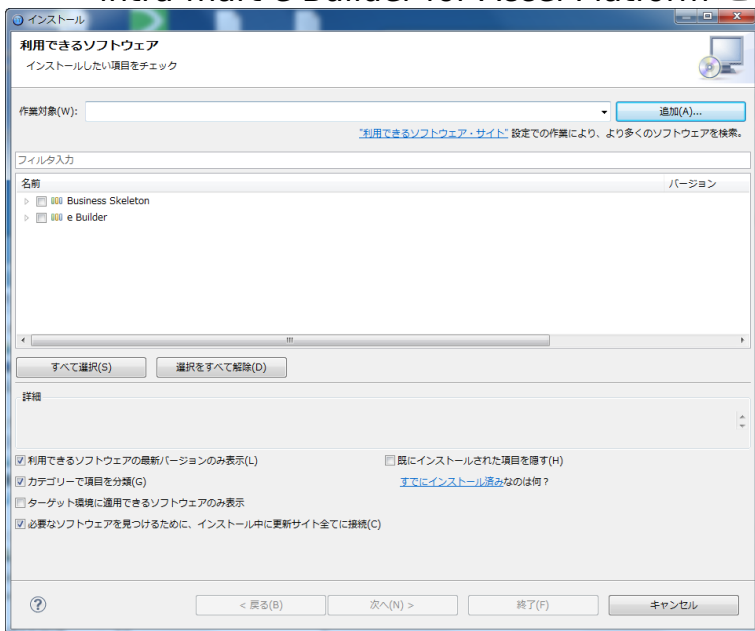 intra-mart e Builder for Accel Platform
インストール
利用できるソフトウェア
インストールしたい項目をチェック
作業対象(W):
追加(A)...
"利用できるソフトウェア・サイト" 設定での作業により、より多くのソフトウェアを検索。
フィルタ入力
名前 バージョン
Business Skeleton
e Builder
すべて選択(S) 選択をすべて解除(D)
詳細
利用できるソフトウェアの最新バージョンのみ表示(L) 既にインストールされた項目を隠す(H)
カテゴリーで項目を分類(G) すでにインストール済みなのは何？
ターゲット環境に適用できるソフトウェアのみ表示
必要なソフトウェアを見つけるために、インストール中に更新サイト全てに接続(C)
< 戻る(B) 次へ(N) > 終了(F) キャンセル